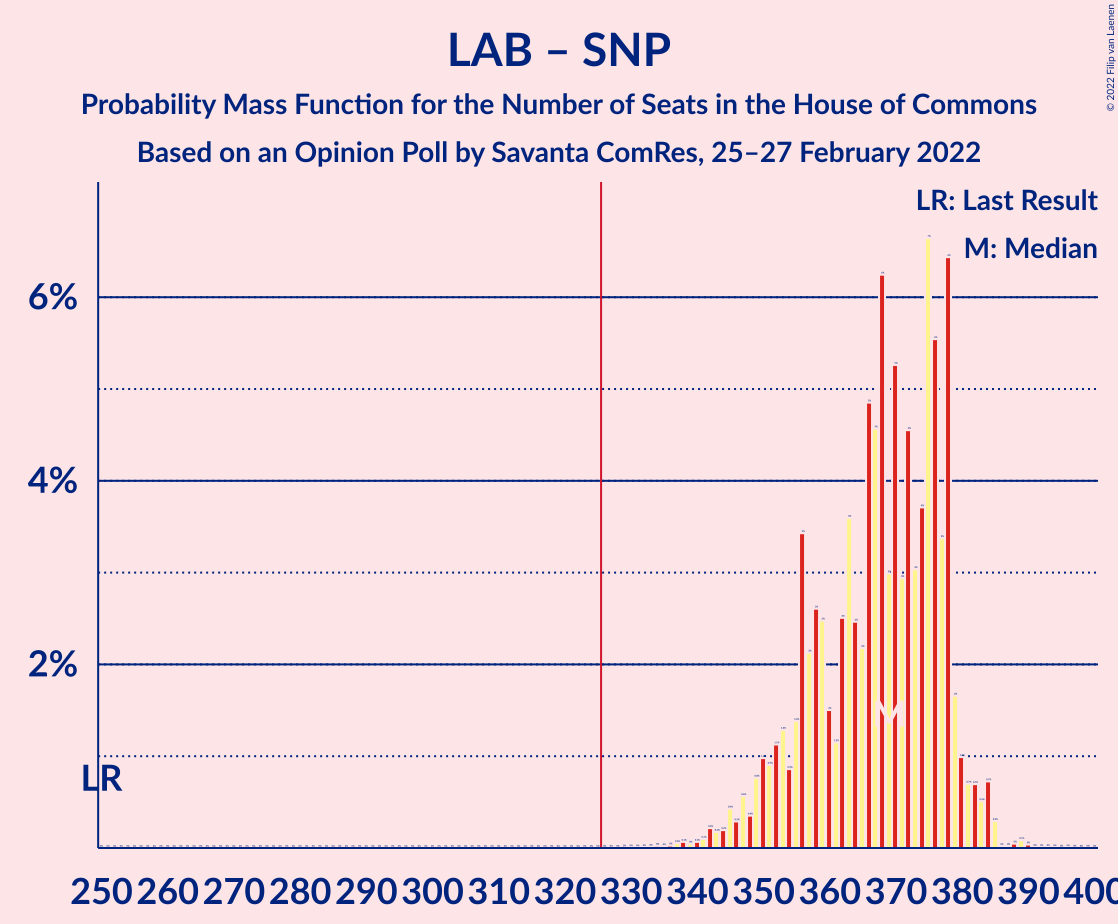 LAB – SNP
Probability Mass Function for the Number of Seats in the House of Commons
Based on an Opinion Poll by Savanta ComRes, 25–27 February 2022
© 2022 Filip van Laenen
LR: Last Result
M: Median
6%
4%
2%
LR
M
250 260 270 280 290 300 310 320 330 340 350 360 370 380 390 400